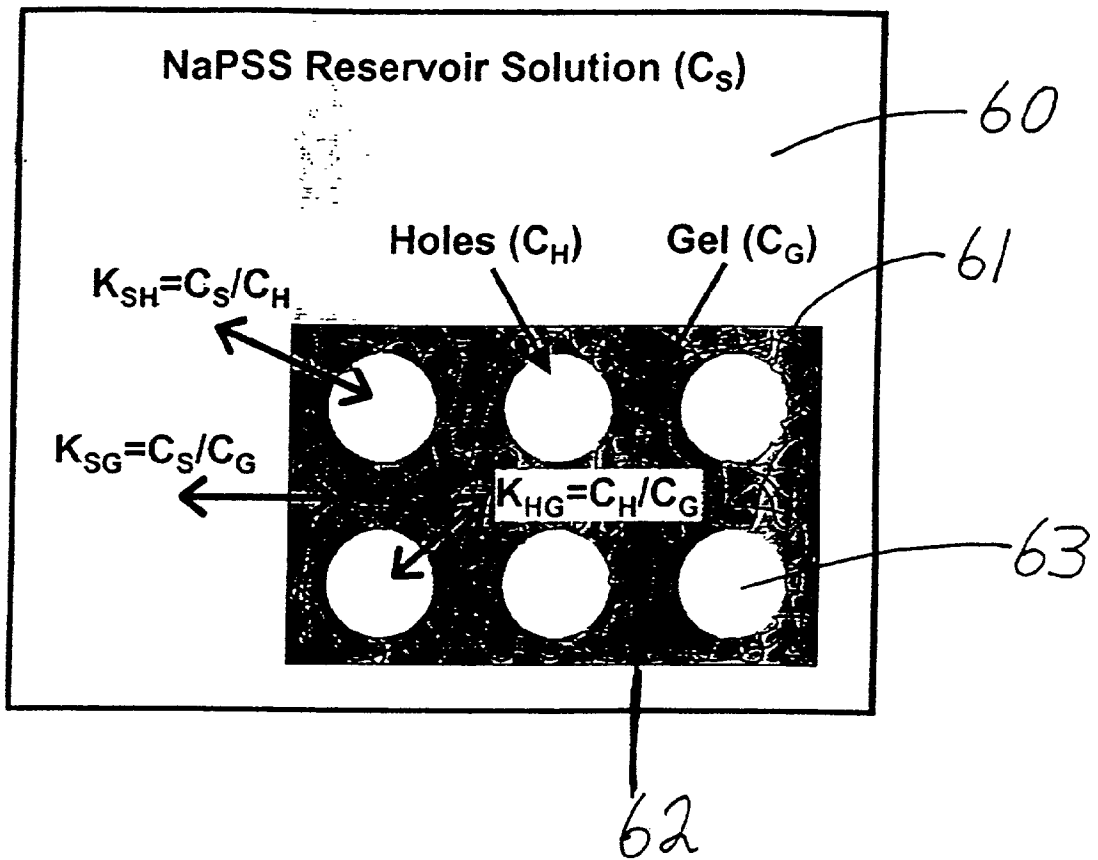 NaPSS Reservoir Solution (C_S)
60
Holes (C_H) Gel (C_G)
61
K_SH=C_S/C_H
K_SG=C_S/C_G
K_HG=C_H/C_G
63
62